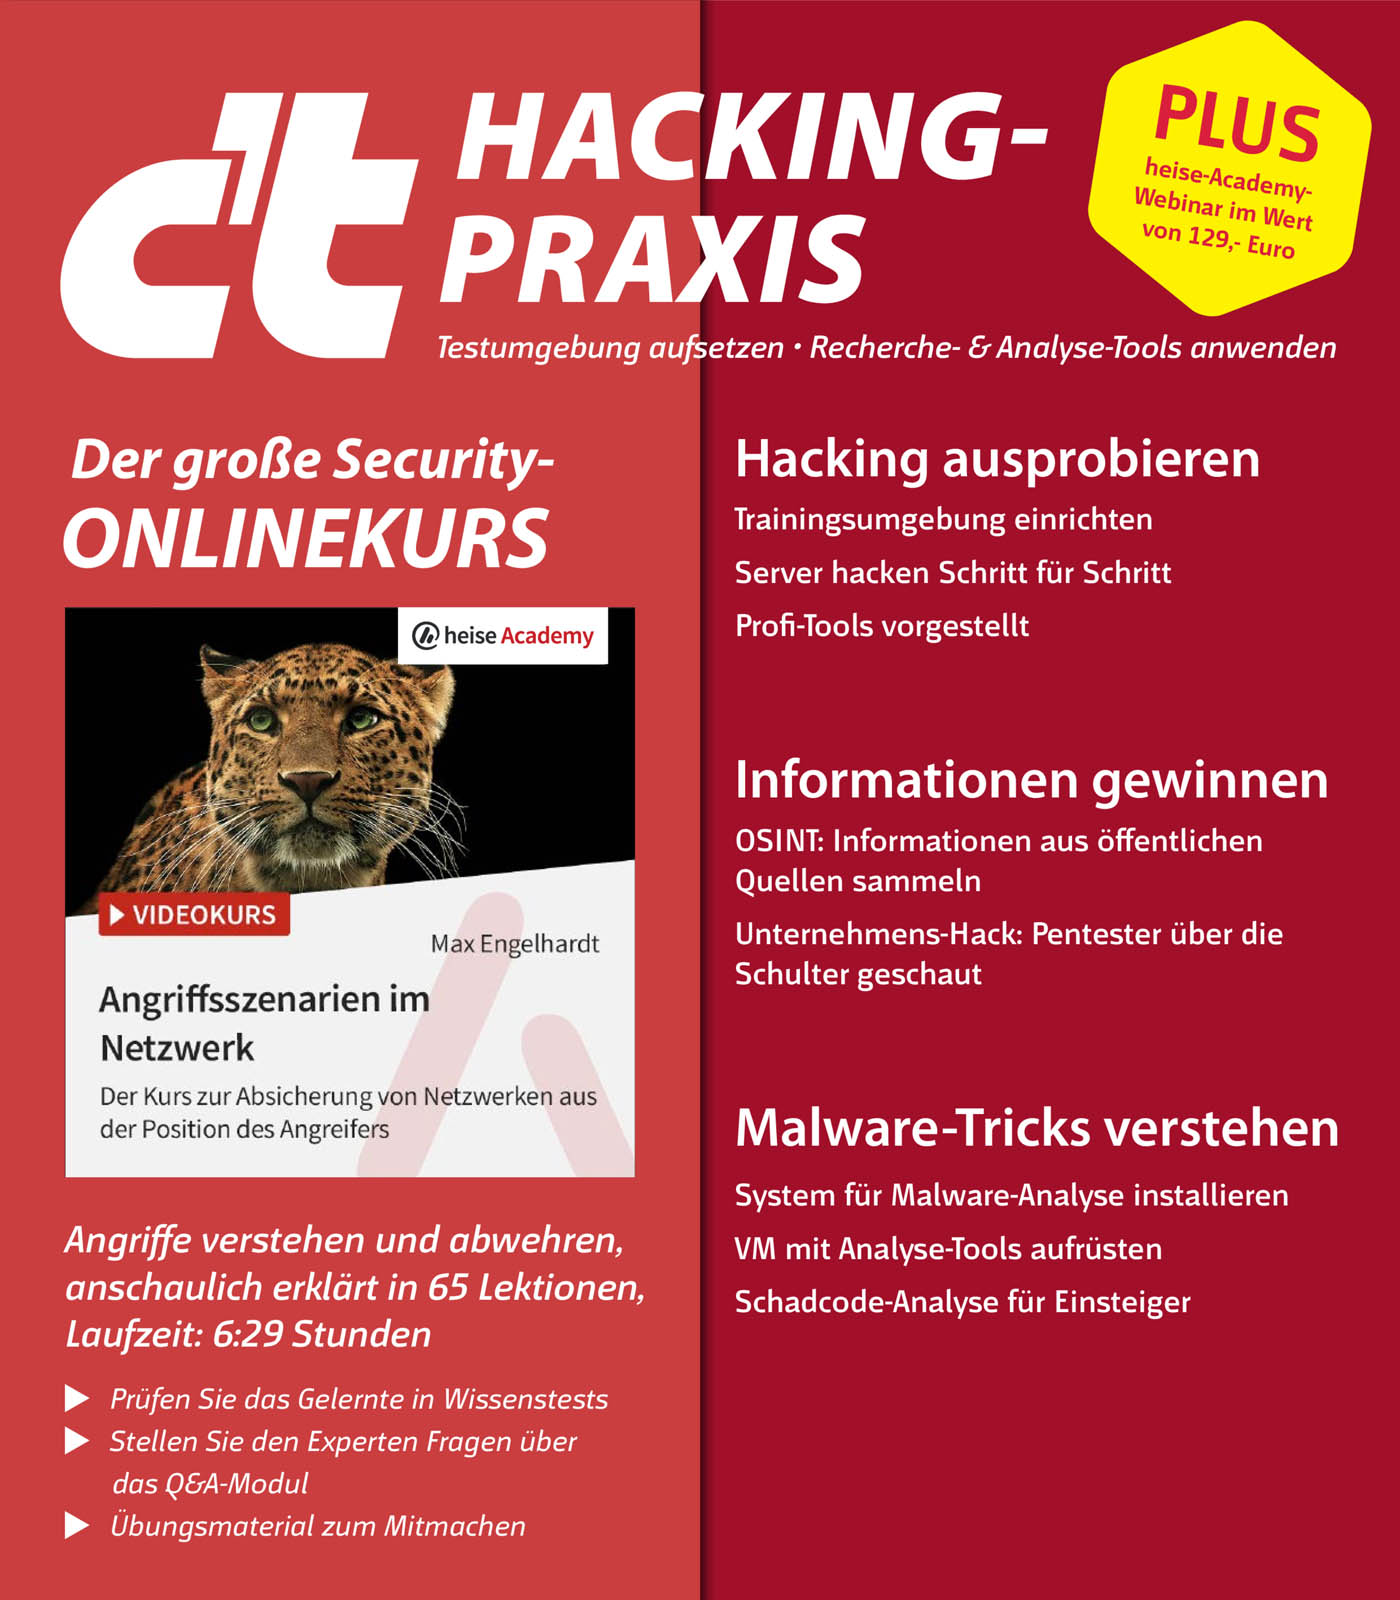 c't HACKING-
PRAXIS
Testumgebung aufsetzen • Recherche- & Analyse-Tools anwenden
PLUS
heise-Academy-
Webinar im Wert
von 129,- Euro
Der große Security-
ONLINEKURS
heise Academy
VIDEOKURS
Max Engelhardt
Angriffsszenarien im
Netzwerk
Der Kurs zur Absicherung von Netzwerken aus
der Position des Angreifers
Angriffe verstehen und abwehren,
anschaulich erklärt in 65 Lektionen,
Laufzeit: 6:29 Stunden
▶ Prüfen Sie das Gelernte in Wissenstests
▶ Stellen Sie den Experten Fragen über
das Q&A-Modul
▶ Übungsmaterial zum Mitmachen
Hacking ausprobieren
Trainingsumgebung einrichten
Server hacken Schritt für Schritt
Profi-Tools vorgestellt
Informationen gewinnen
OSINT: Informationen aus öffentlichen
Quellen sammeln
Unternehmens-Hack: Pentester über die
Schulter geschaut
Malware-Tricks verstehen
System für Malware-Analyse installieren
VM mit Analyse-Tools aufrüsten
Schadcode-Analyse für Einsteiger